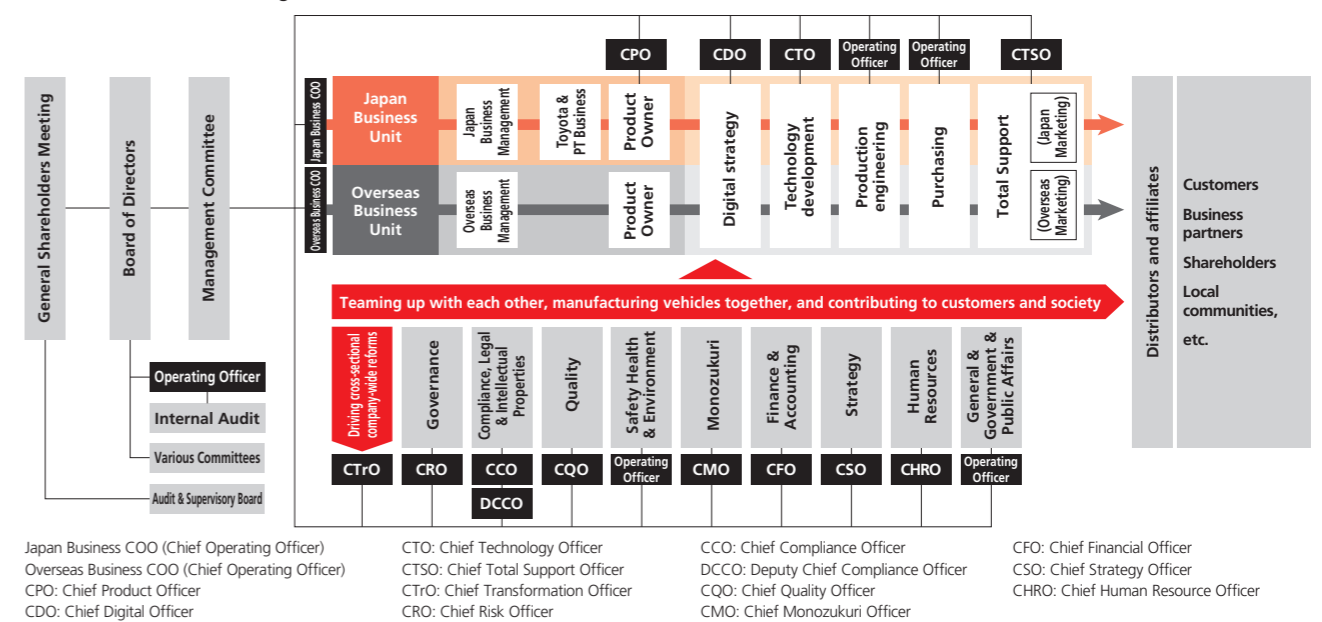 CPO
CDO
CTO
Operating
Officer
Operating
Officer
CTSO
General Shareholders Meeting
Board of Directors
Management Committee
Japan Business COO
Japan
Business
Unit
Japan
Business
Management
Toyota &
PT Business
Product
Owner
Digital strategy
Technology
development
Production
engineering
Purchasing
Total Support
(Japan
Marketing)
Overseas Business COO
Overseas
Business
Unit
Overseas
Business
Management
Product
Owner
(Overseas
Marketing)
Distributors and affiliates
Customers
Business
partners
Shareholders
Local
communities,
etc.
Teaming up with each other, manufacturing vehicles together, and contributing to customers and society
Operating Officer
Internal Audit
Various Committees
Audit & Supervisory Board
Driving cross-sectional
company-wide reforms
Governance
Compliance, Legal
& Intellectual
Properties
Quality
Safety Health
& Environment
Monozukuri
Finance &
Accounting
Strategy
Human
Resources
General &
Government &
Public Affairs
CTrO
CRO
CCO
CQO
Operating
Officer
CMO
CFO
CSO
CHRO
Operating
Officer
DCCO
Japan Business COO (Chief Operating Officer)
Overseas Business COO (Chief Operating Officer)
CPO: Chief Product Officer
CDO: Chief Digital Officer
CTO: Chief Technology Officer
CTSO: Chief Total Support Officer
CTrO: Chief Transformation Officer
CRO: Chief Risk Officer
CCO: Chief Compliance Officer
DCCO: Deputy Chief Compliance Officer
CQO: Chief Quality Officer
CMO: Chief Monozukuri Officer
CFO: Chief Financial Officer
CSO: Chief Strategy Officer
CHRO: Chief Human Resource Officer